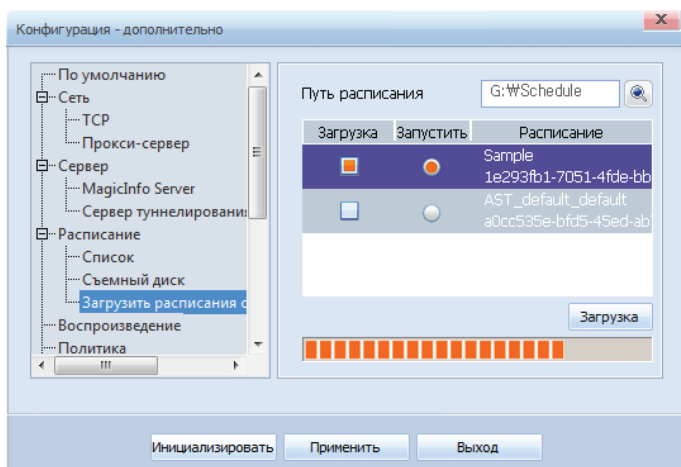 Конфигурация - дополнительно
x
По умолчанию
Сеть
TCP
Прокси-сервер
Сервер
MagicInfo Server
Сервер туннелирования
Расписание
Список
Съемный диск
Загрузить расписания с
Воспроизведение
Политика
Путь расписания
G:₩Schedule
Загрузка Запустить Расписание
Sample
1e293fb1-7051-4fde-bb
AST_default_default
a0cc535e-bfd5-45ed-ab
Загрузка
Инициализировать Применить Выход